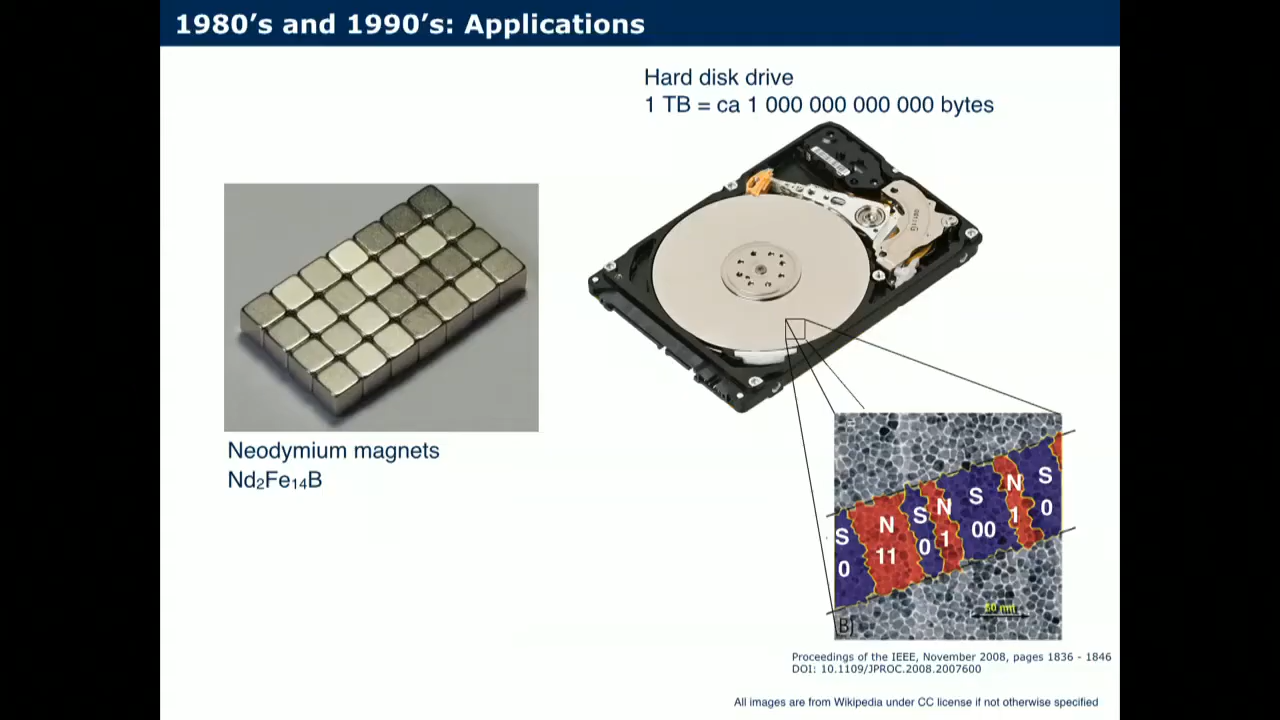 1980's and 1990's: Applications
Hard disk drive
1 TB = ca 1 000 000 000 000 bytes
Neodymium magnets
Nd₂Fe₁₄B
S N S N S N S
0 11 0 1 00 1 0
50 nm
B)
Proceedings of the IEEE, November 2008, pages 1836 - 1846
DOI: 10.1109/JPROC.2008.2007600
All images are from Wikipedia under CC license if not otherwise specified